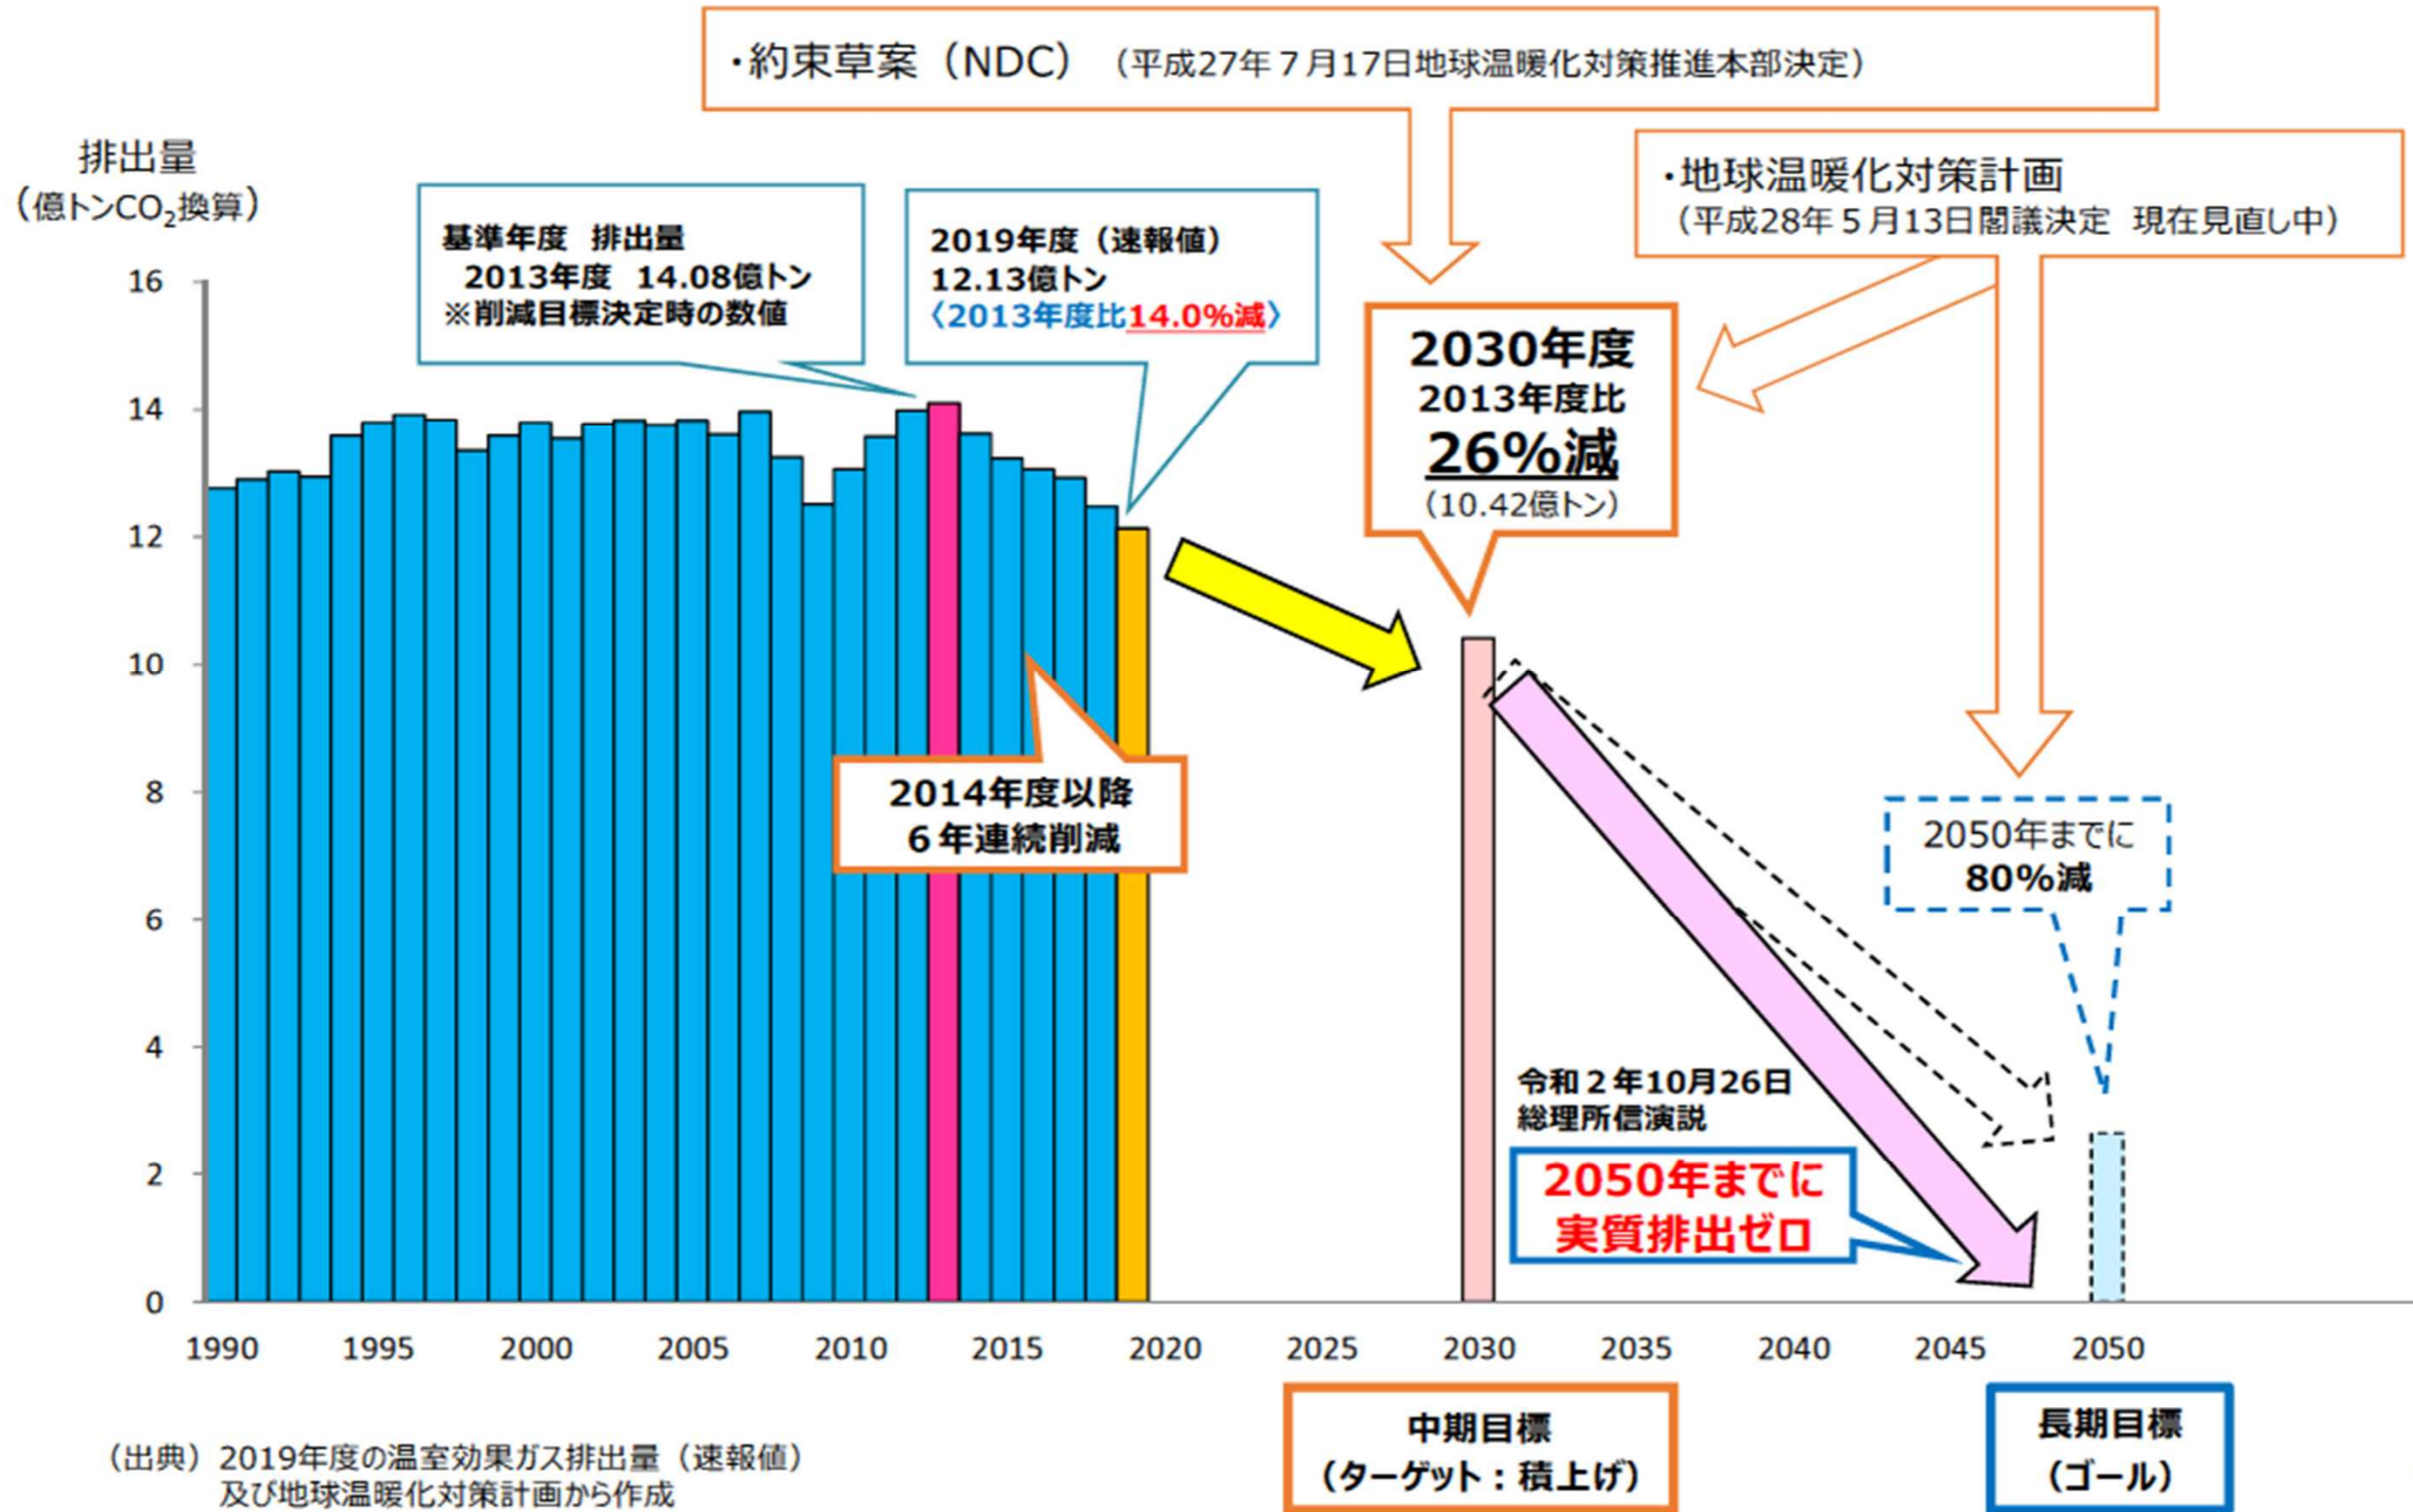 ・約束草案（NDC）（平成27年７月17日地球温暖化対策推進本部決定）
・地球温暖化対策計画
（平成28年５月13日閣議決定　現在見直し中）
排出量
（億トンCO₂換算）
基準年度　排出量
2013年度　14.08億トン
※削減目標決定時の数値
2019年度（速報値）
12.13億トン
〈2013年度比14.0%減〉
2030年度
2013年度比
26%減
（10.42億トン）
16
14
12
10
8
6
4
2
0
2014年度以降
６年連続削減
2050年までに
80%減
令和２年10月26日
総理所信演説
2050年までに
実質排出ゼロ
1990 1995 2000 2005 2010 2015 2020 2025 2030 2035 2040 2045 2050
中期目標
（ターゲット：積上げ）
長期目標
（ゴール）
（出典）2019年度の温室効果ガス排出量（速報値）
及び地球温暖化対策計画から作成